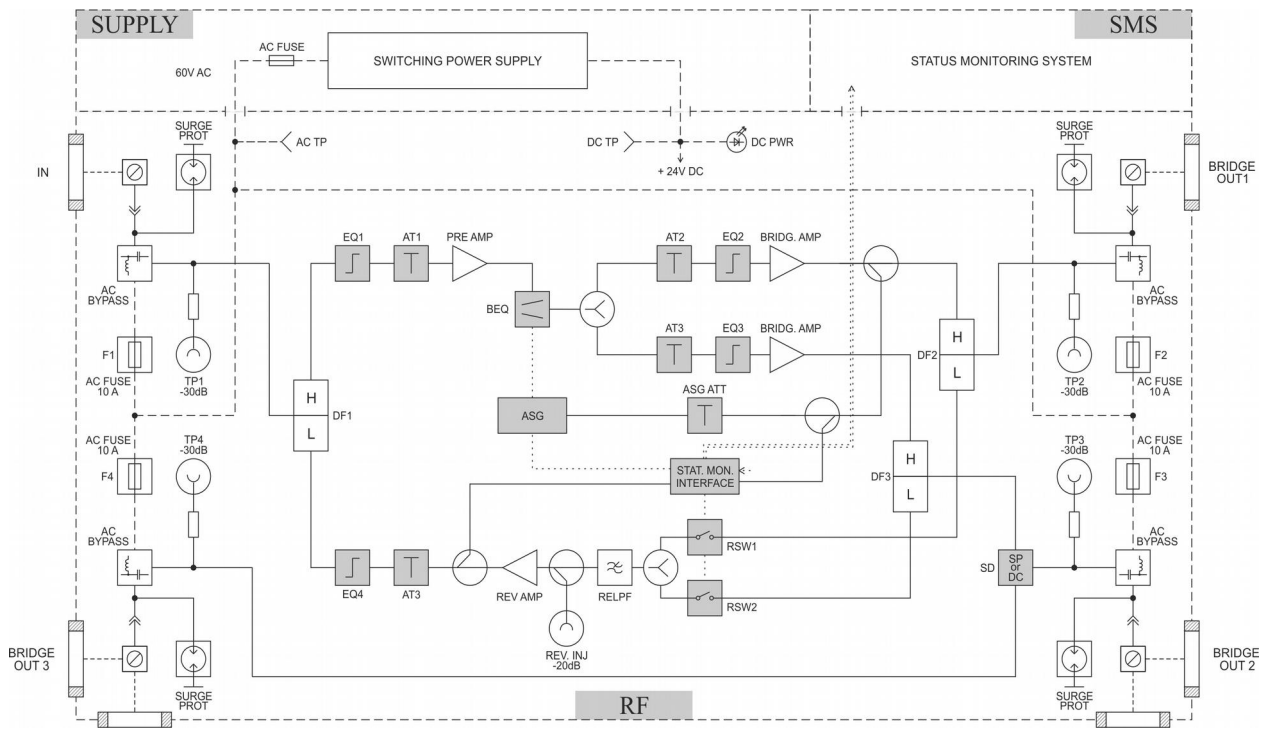 SUPPLY
SMS
AC FUSE
SWITCHING POWER SUPPLY
STATUS MONITORING SYSTEM
60V AC
SURGE
PROT
AC TP
DC TP
DC PWR
+ 24V DC
SURGE
PROT
IN
BRIDGE
OUT1
EQ1
AT1
PRE AMP
AT2
EQ2
BRIDG. AMP
AC
BYPASS
BEQ
AC
BYPASS
AT3
EQ3
BRIDG. AMP
H
L
DF2
F1
AC FUSE
10 A
TP1
-30dB
TP2
-30dB
F2
AC FUSE
10 A
H
L
DF1
ASG
ASG ATT
AC FUSE
10 A
F4
TP4
-30dB
STAT. MON.
INTERFACE
H
L
DF3
TP3
-30dB
AC FUSE
10 A
F3
AC
BYPASS
RSW1
RSW2
SD
SP
or
DC
AC
BYPASS
EQ4
AT3
REV AMP
RELPF
REV. INJ
-20dB
BRIDGE
OUT 3
SURGE
PROT
SURGE
PROT
BRIDGE
OUT 2
RF